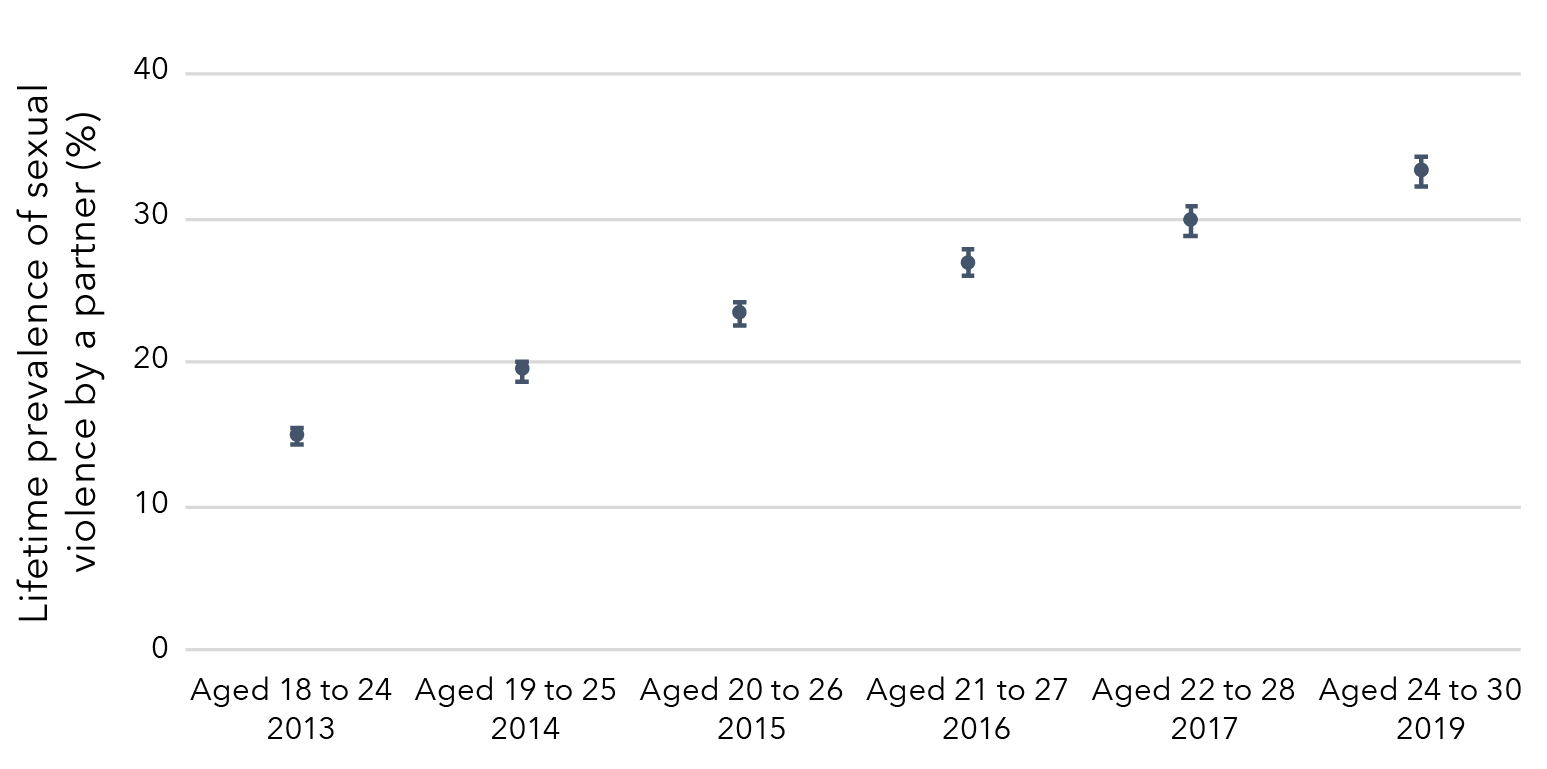 Lifetime prevalence of sexual
violence by a partner (%)
40
30
20
10
0
Aged 18 to 24 Aged 19 to 25 Aged 20 to 26 Aged 21 to 27 Aged 22 to 28 Aged 24 to 30
2013 2014 2015 2016 2017 2019